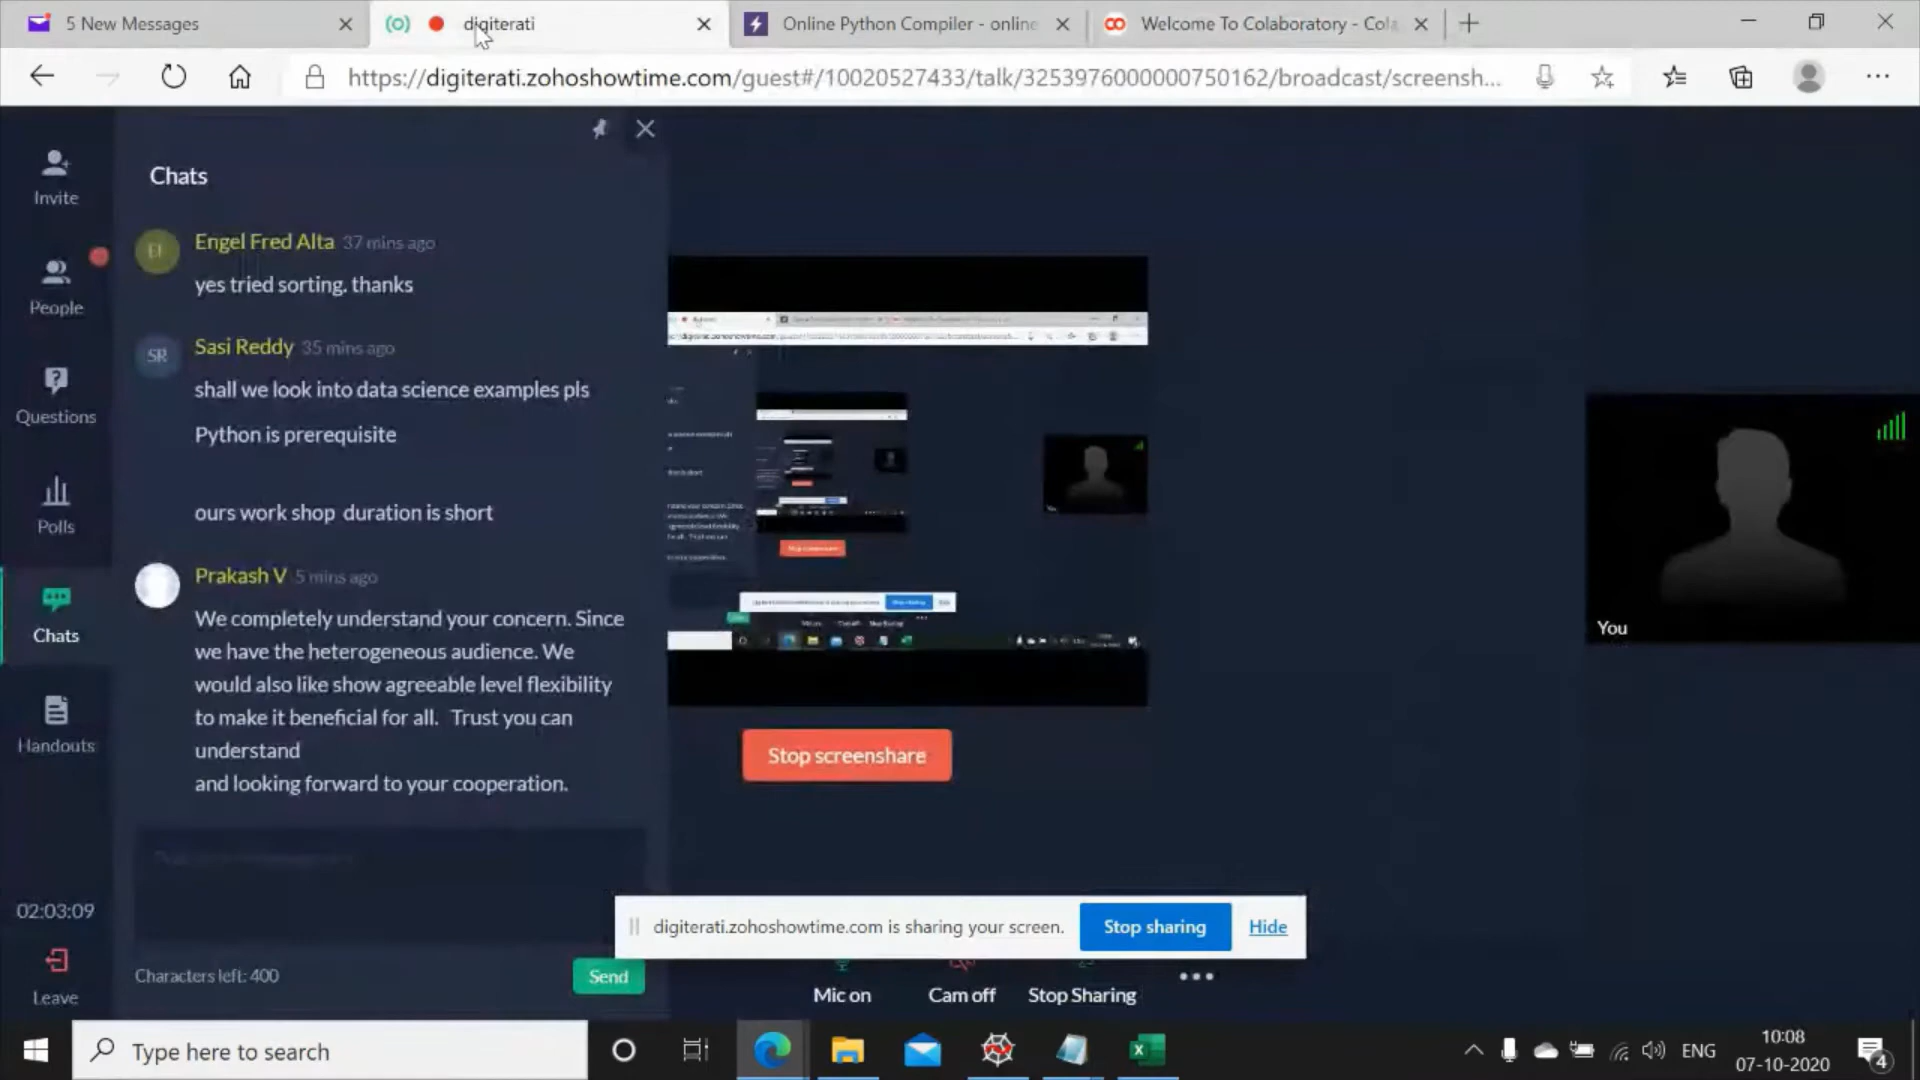 5 New Messages
digiterati
Online Python Compiler - online
Welcome To Colaboratory - Cola
https://digiterati.zohoshowtime.com/guest#/10020527433/talk/3253976000000750162/broadcast/screensh...
Invite
People
Questions
Polls
Chats
Handouts
02:03:09
Leave
Chats
EI
Engel Fred Alta 37 mins ago
yes tried sorting. thanks
SR
Sasi Reddy 35 mins ago
shall we look into data science examples pls
Python is prerequisite
ours work shop duration is short
Prakash V 5 mins ago
We completely understand your concern. Since
we have the heterogeneous audience. We
would also like show agreeable level flexibility
to make it beneficial for all. Trust you can
understand
and looking forward to your cooperation.
Characters left: 400
Send
Stop screenshare
You
digiterati.zohoshowtime.com is sharing your screen.
Stop sharing
Hide
Mic on
Cam off
Stop Sharing
Type here to search
ENG
10:08
07-10-2020
4